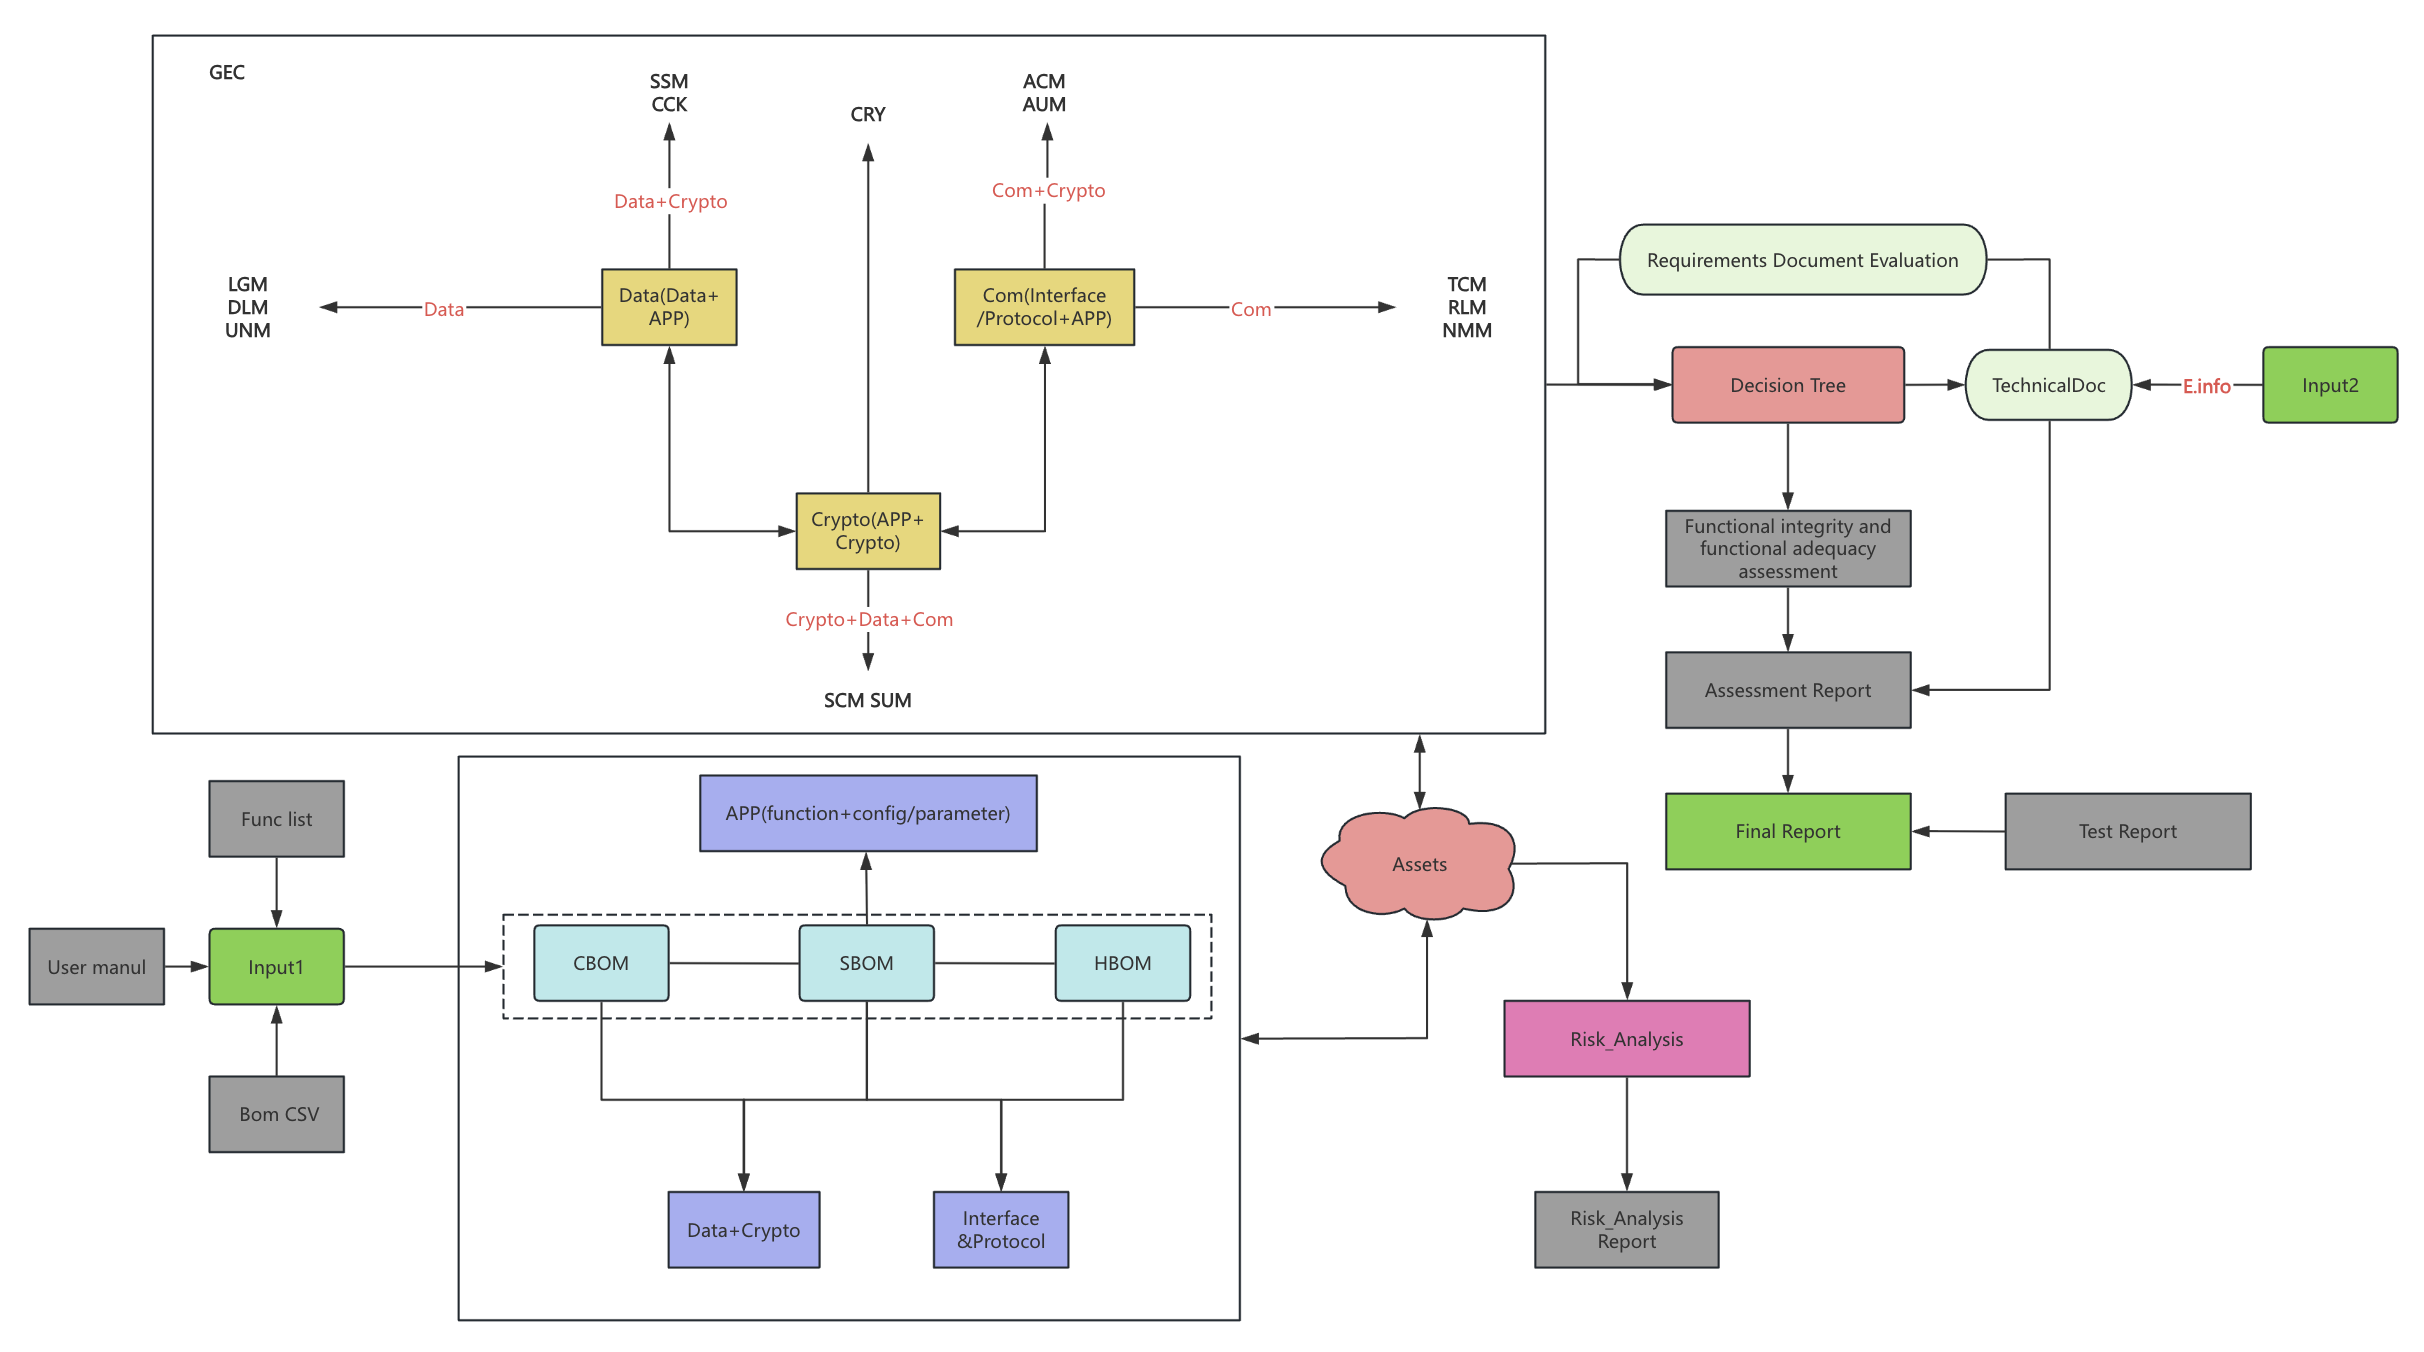 GEC
SSM
CCK
CRY
ACM
AUM
Data+Crypto
Com+Crypto
LGM
DLM
UNM
Data
Data(Data+
APP)
Com(Interface
/Protocol+APP)
Com
TCM
RLM
NMM
Crypto(APP+
Crypto)
Crypto+Data+Com
SCM SUM
Requirements Document Evaluation
Decision Tree
TechnicalDoc
E.info
Input2
Functional integrity and
functional adequacy
assessment
Assessment Report
Final Report
Test Report
Func list
User manul
Input1
Bom CSV
APP(function+config/parameter)
CBOM
SBOM
HBOM
Data+Crypto
Interface
&Protocol
Assets
Risk_Analysis
Risk_Analysis
Report